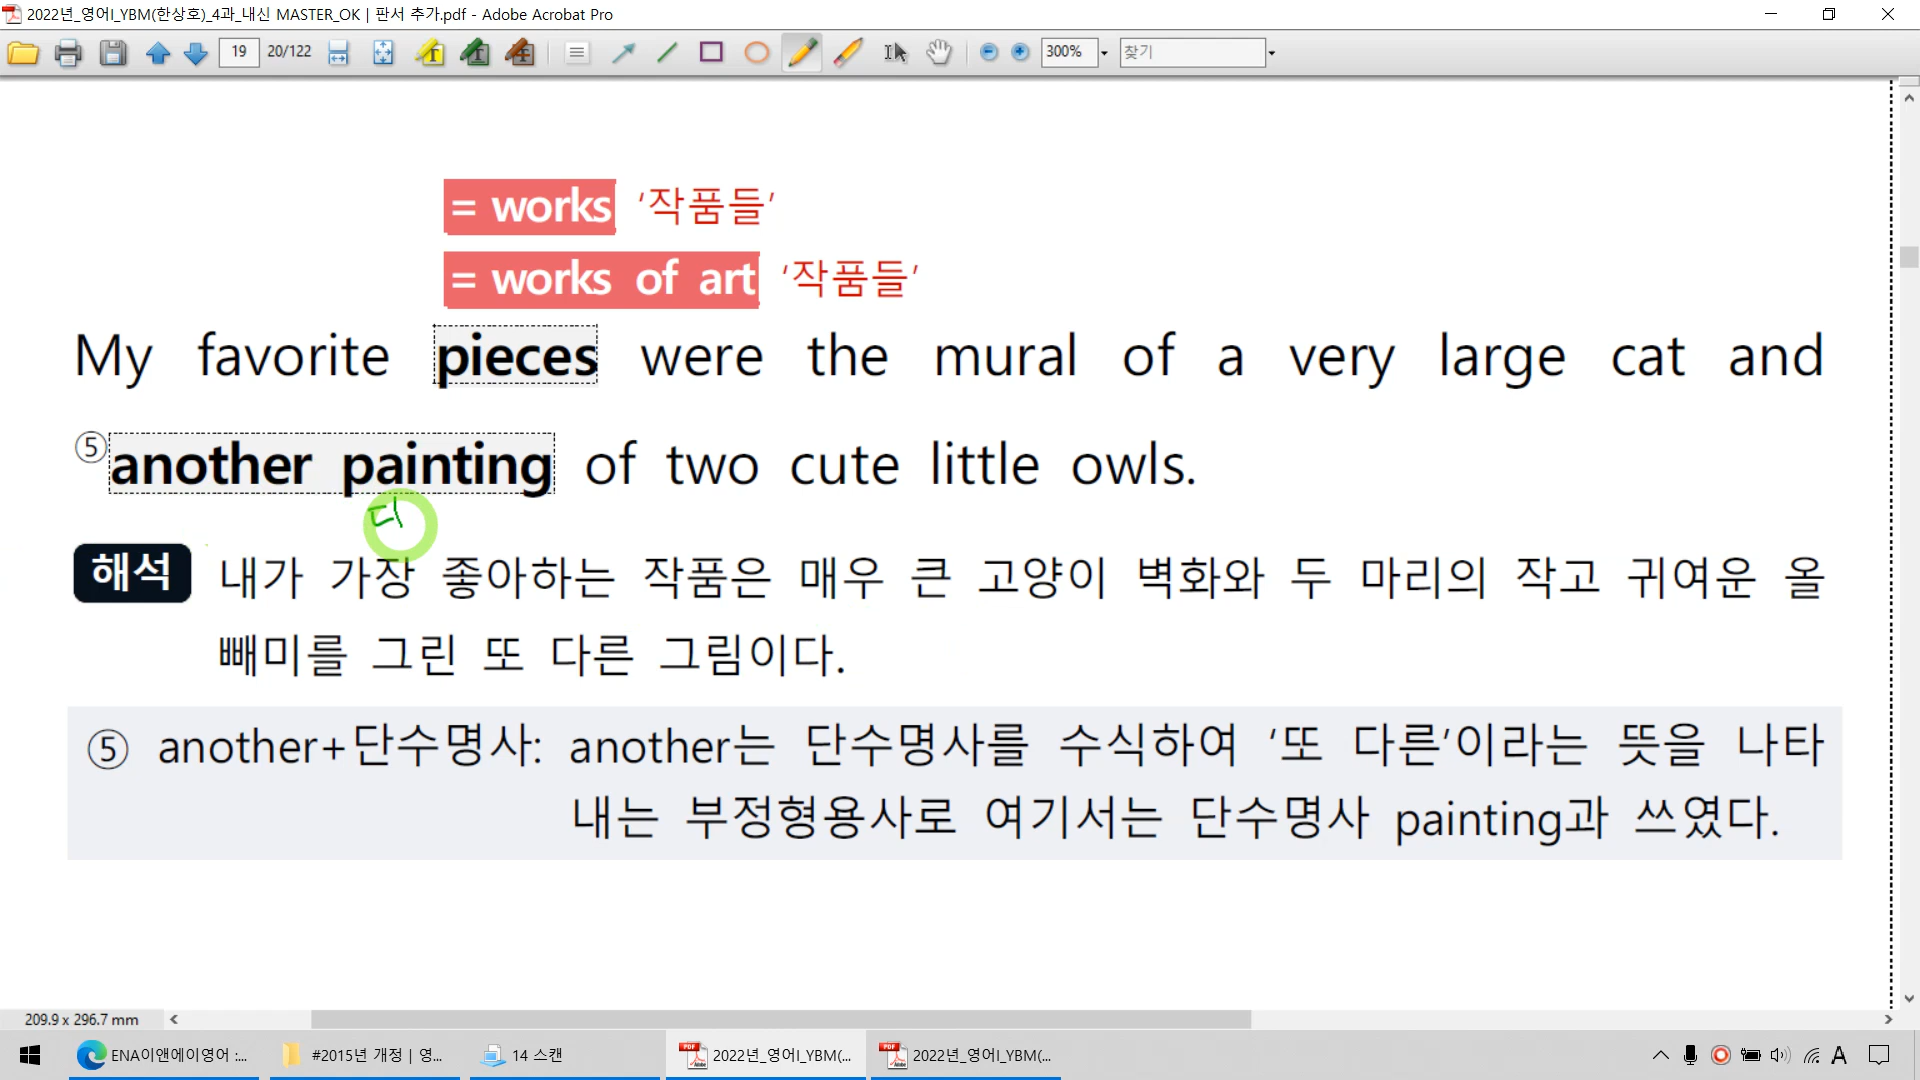 2022년_영어I_YBM(한상호)_4과_내신 MASTER_OK | 판서 추가.pdf - Adobe Acrobat Pro
19 20/122 300% 찾기
= works '작품들'
= works of art '작품들'
My favorite pieces were the mural of a very large cat and
⑤another painting of two cute little owls.
해석 내가 가장 좋아하는 작품은 매우 큰 고양이 벽화와 두 마리의 작고 귀여운 올
빼미를 그린 또 다른 그림이다.
⑤ another+단수명사: another는 단수명사를 수식하여 '또 다른'이라는 뜻을 나타
내는 부정형용사로 여기서는 단수명사 painting과 쓰였다.
209.9 x 296.7 mm
ENA이앤에이영어 :... #2015년 개정 | 영... 14 스캔 2022년_영어I_YBM(... 2022년_영어I_YBM(... A